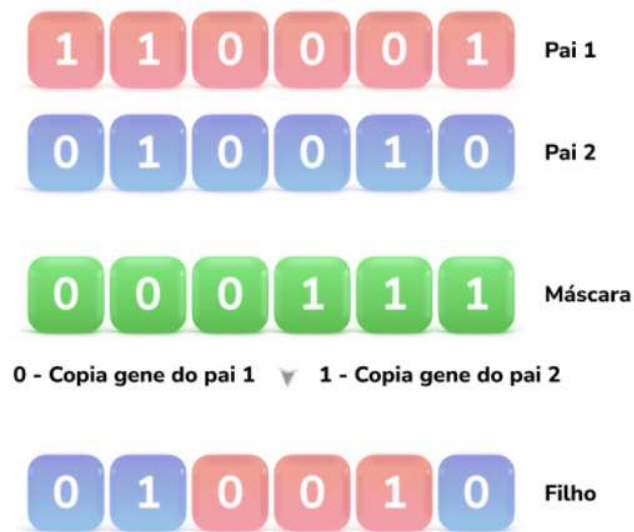 1 1 0 0 0 1 Pai 1
0 1 0 0 1 0 Pai 2
0 0 0 1 1 1 Máscara
0 - Copia gene do pai 1 1 - Copia gene do pai 2
0 1 0 0 1 0 Filho